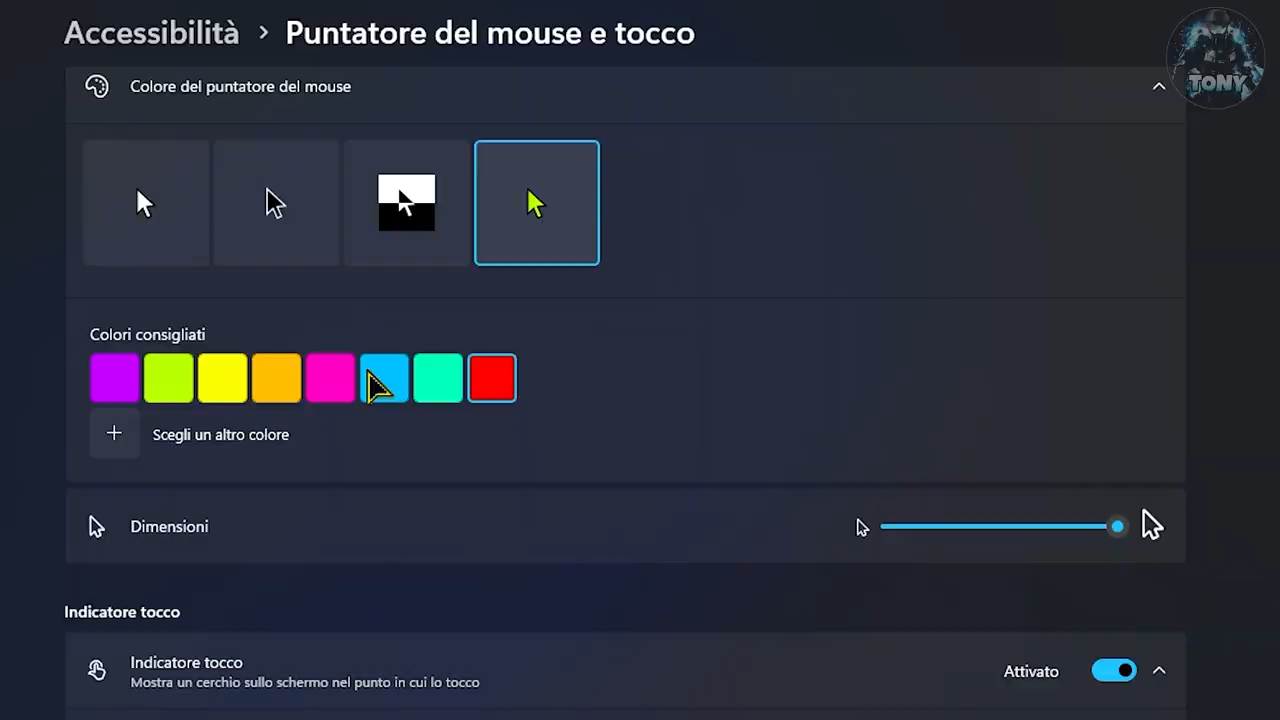 Accessibilità > Puntatore del mouse e tocco
TONY
Colore del puntatore del mouse
Colori consigliati
Scegli un altro colore
Dimensioni
Indicatore tocco
Indicatore tocco
Attivato
Mostra un cerchio sullo schermo nel punto in cui lo tocco